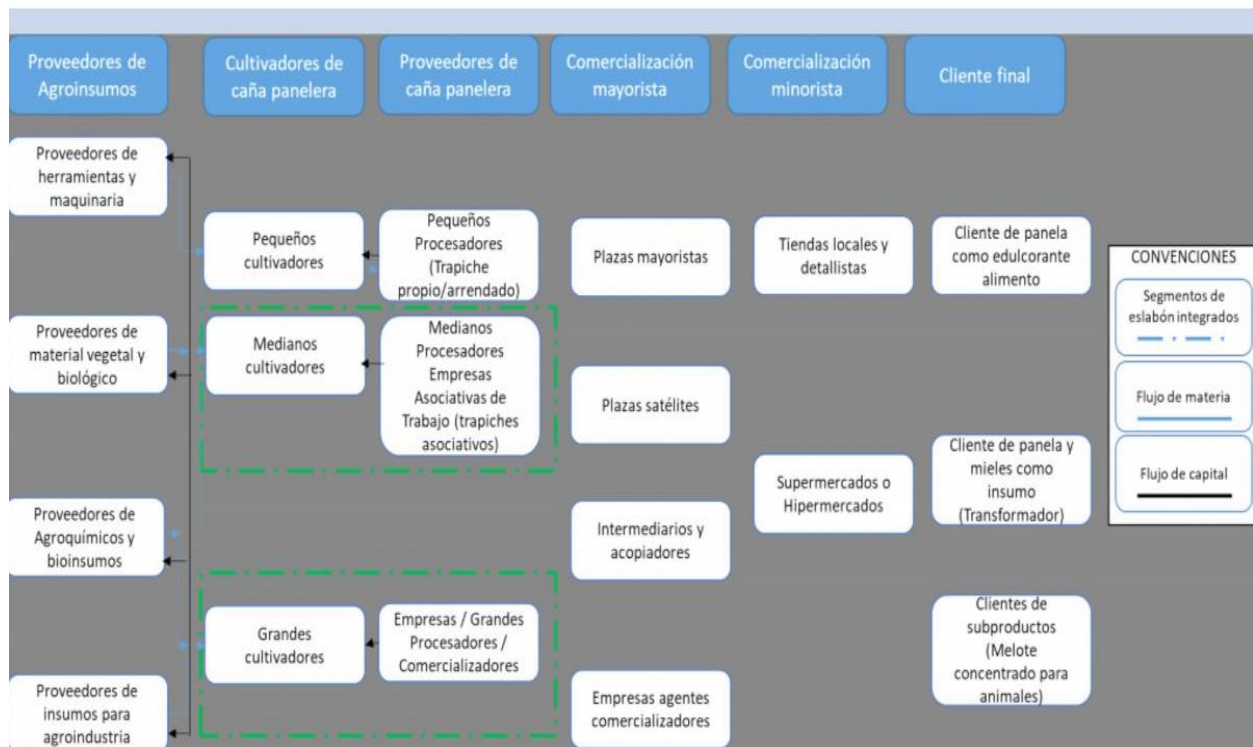 Proveedores de
Agroinsumos
Cultivadores de
caña panelera
Proveedores de
caña panelera
Comercialización
mayorista
Comercialización
minorista
Cliente final
Proveedores de
herramientas y
maquinaria
Proveedores de
material vegetal y
biológico
Proveedores de
Agroquímicos y
bioinsumos
Proveedores de
insumos para
agroindustria
Pequeños
cultivadores
Medianos
cultivadores
Grandes
cultivadores
Pequeños
Procesadores
(Trapiche
propio/arrendado)
Medianos
Procesadores
Empresas
Asociativas de
Trabajo (trapiches
asociativos)
Empresas / Grandes
Procesadores /
Comercializadores
Plazas mayoristas
Plazas satélites
Intermediarios y
acopiadores
Empresas agentes
comercializadores
Tiendas locales y
detallistas
Supermercados o
Hipermercados
Cliente de panela
como edulcorante
alimento
Cliente de panela y
mieles como
insumo
(Transformador)
Clientes de
subproductos
(Melote
concentrado para
animales)
CONVENCIONES
Segmentos de
eslabón integrados
Flujo de materia
Flujo de capital